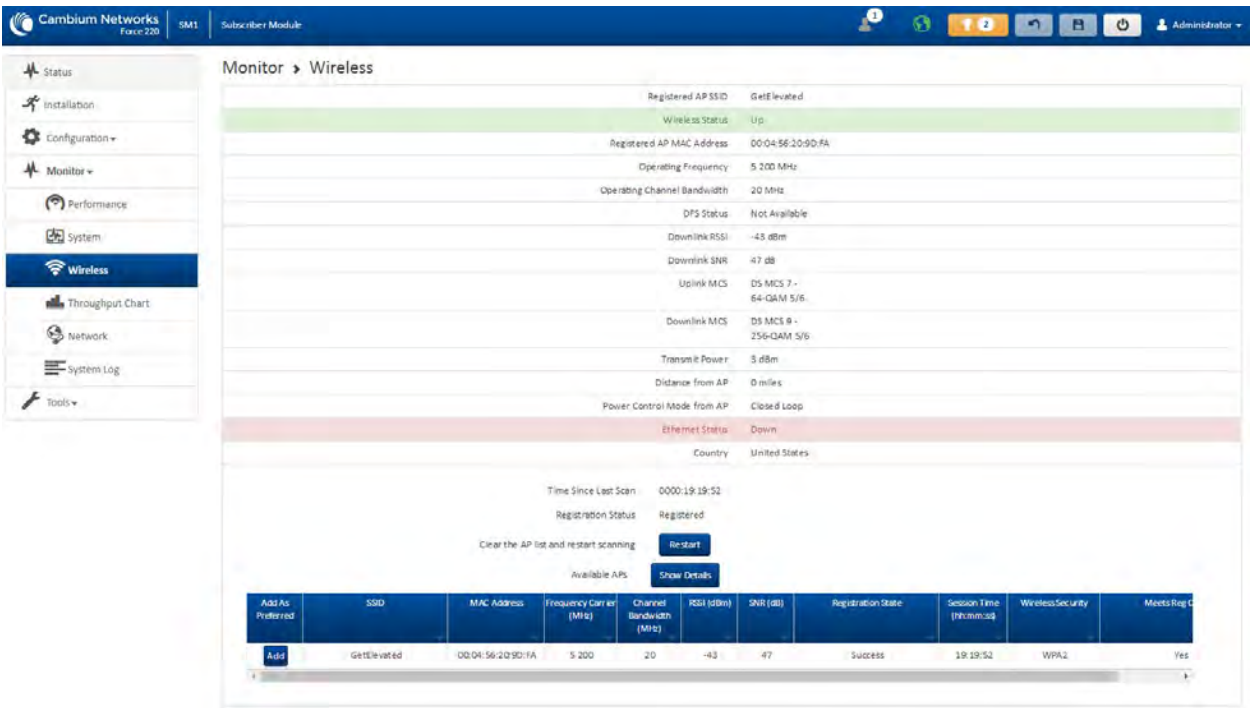 Cambium Networks
Force 220
SM1
Subscriber Module
1
2
Administrator
Status
Installation
Configuration
Monitor
Performance
System
Wireless
Throughput Chart
Network
System Log
Tools
Monitor > Wireless
Registered AP SSID GetElevated
Wireless Status Up
Registered AP MAC Address 00:04:56:20:9D:FA
Operating Frequency 5 200 MHz
Operating Channel Bandwidth 20 MHz
DFS Status Not Available
Downlink RSSI -43 dBm
Downlink SNR 47 dB
Uplink MCS DS MCS 7 -
64-QAM 5/6
Downlink MCS DS MCS 9 -
256-QAM 5/6
Transmit Power dBm
Distance from AP 0 miles
Power Control Mode from AP Closed Loop
Ethernet Status Down
Country United States
Time Since Last Scan 0000:19:19:52
Registration Status Registered
Clear the AP list and restart scanning Restart
Available APs Show Details
Add As Preferred SSID MAC Address Frequency Carrier (MHz) Channel Bandwidth (MHz) RSSI (dBm) SNR (dB) Registration State Session Time (hh:mm:ss) Wireless Security Meets Reg C
Add GetElevated 00:04:56:20:9D:FA 5 200 20 -43 47 Success 19:19:52 WPA2 Yes